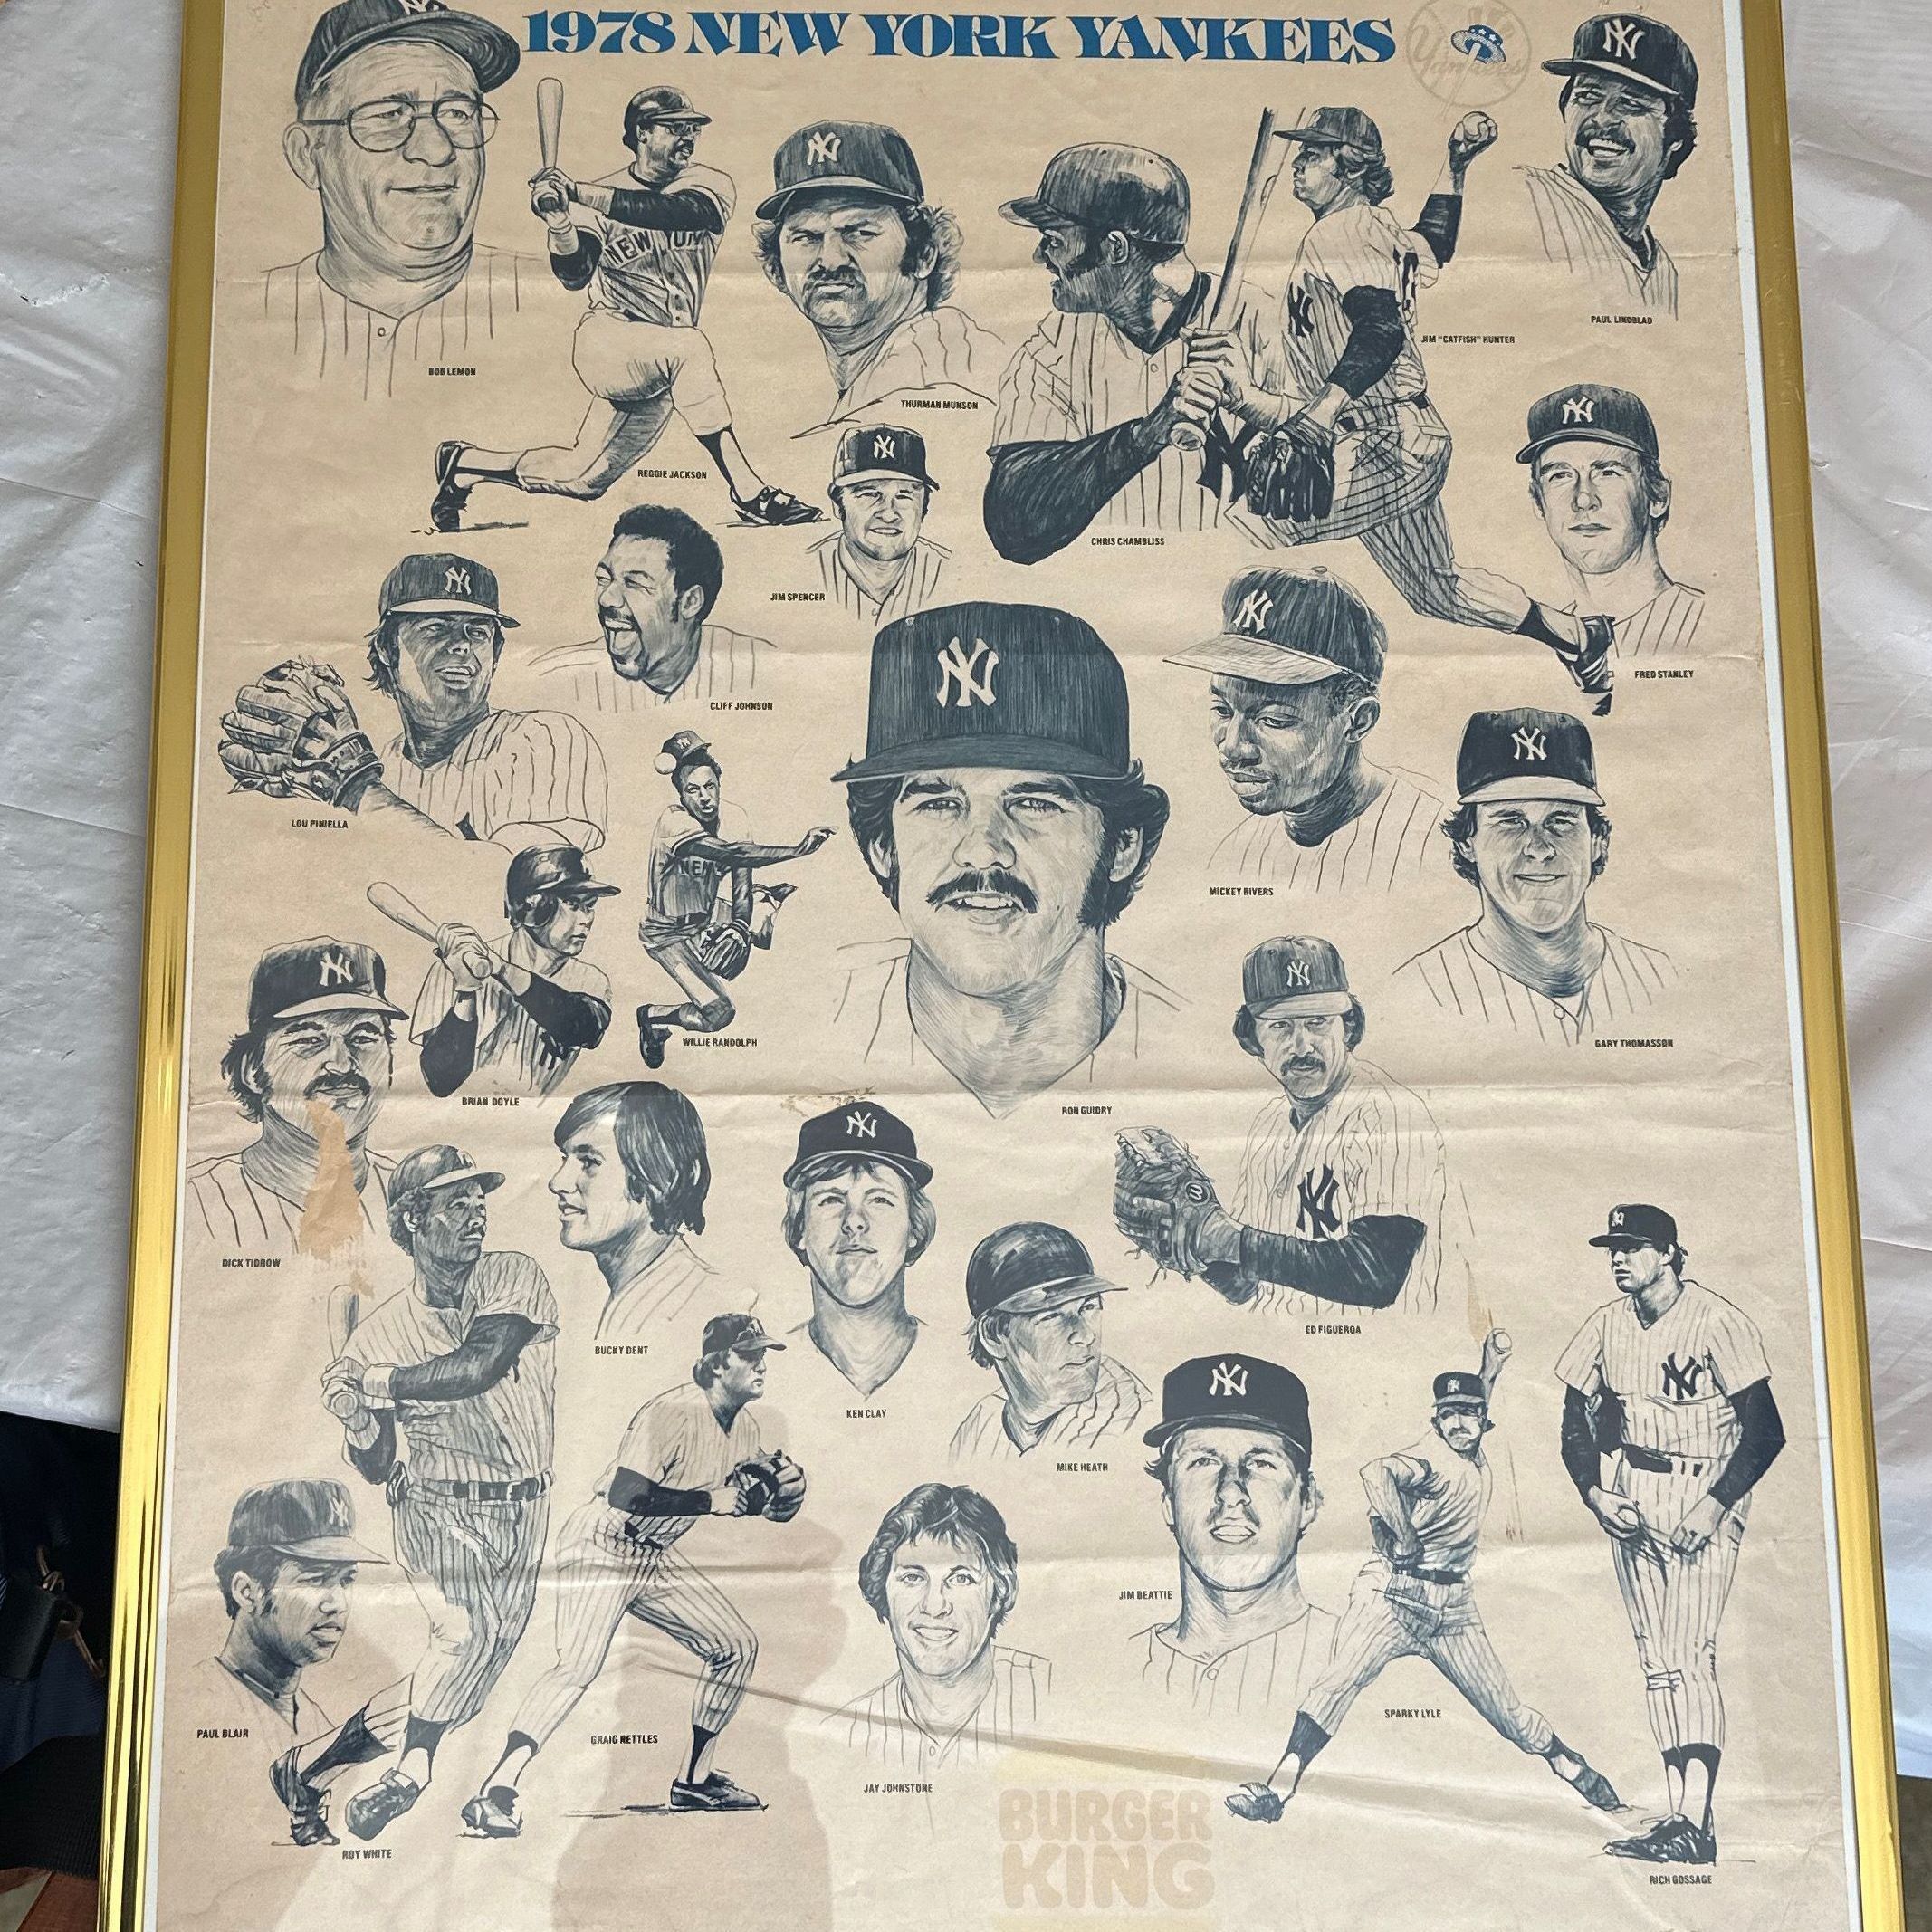 1978 NEW YORK YANKEES
Yankees
BOB LEMON
REGGIE JACKSON
THURMAN MUNSON
JIM "CATFISH" HUNTER
PAUL LINDBLAD
CHRIS CHAMBLISS
JIM SPENCER
FRED STANLEY
CLIFF JOHNSON
LOU PINIELLA
MICKEY RIVERS
WILLIE RANDOLPH
GARY THOMASSON
BRIAN DOYLE
RON GUIDRY
DICK TIDROW
BUCKY DENT
ED FIGUEROA
KEN CLAY
MIKE HEATH
JIM BEATTIE
SPARKY LYLE
PAUL BLAIR
GRAIG NETTLES
JAY JOHNSTONE
ROY WHITE
RICH GOSSAGE
BURGER
KING